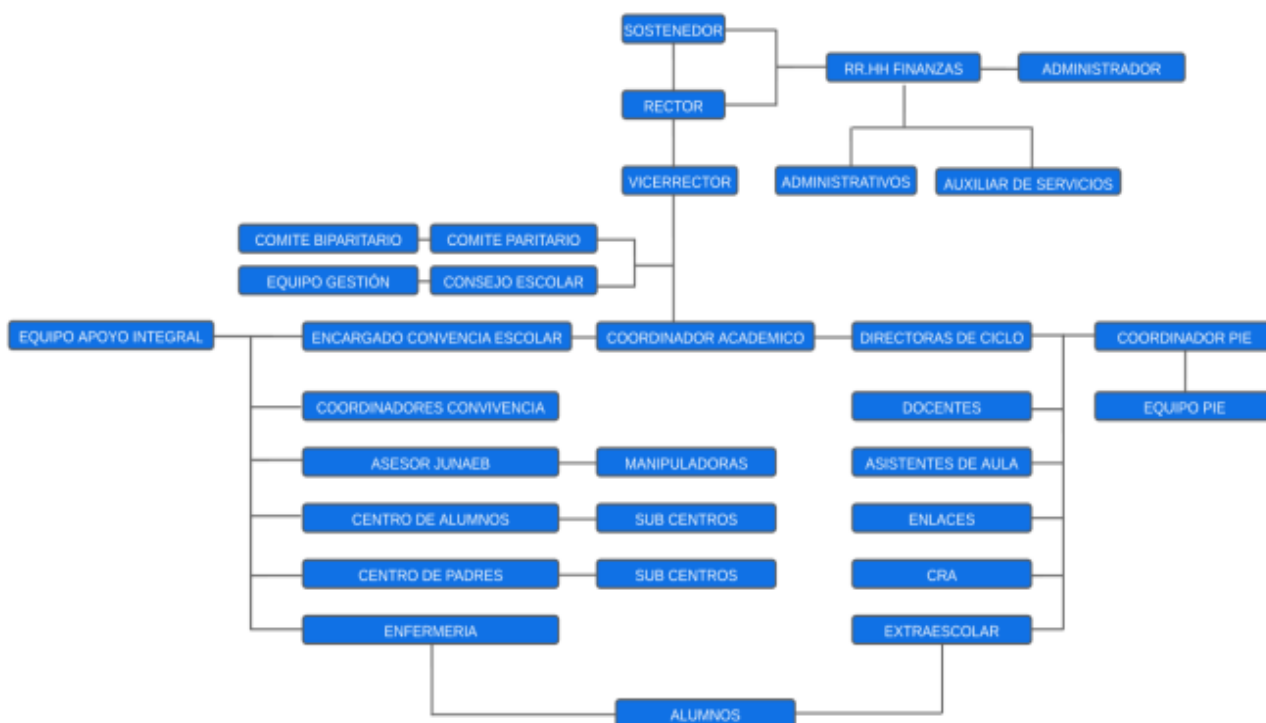 SOSTENEDOR
RR.HH FINANZAS
ADMINISTRADOR
RECTOR
VICERRECTOR
ADMINISTRATIVOS
AUXILIAR DE SERVICIOS
COMITE BIPARITARIO
COMITE PARITARIO
EQUIPO GESTIÓN
CONSEJO ESCOLAR
EQUIPO APOYO INTEGRAL
ENCARGADO CONVENCIA ESCOLAR
COORDINADOR ACADEMICO
DIRECTORAS DE CICLO
COORDINADOR PIE
COORDINADORES CONVIVENCIA
DOCENTES
EQUIPO PIE
ASESOR JUNAEB
MANIPULADORAS
ASISTENTES DE AULA
CENTRO DE ALUMNOS
SUB CENTROS
ENLACES
CENTRO DE PADRES
SUB CENTROS
CRA
ENFERMERIA
EXTRAESCOLAR
ALUMNOS